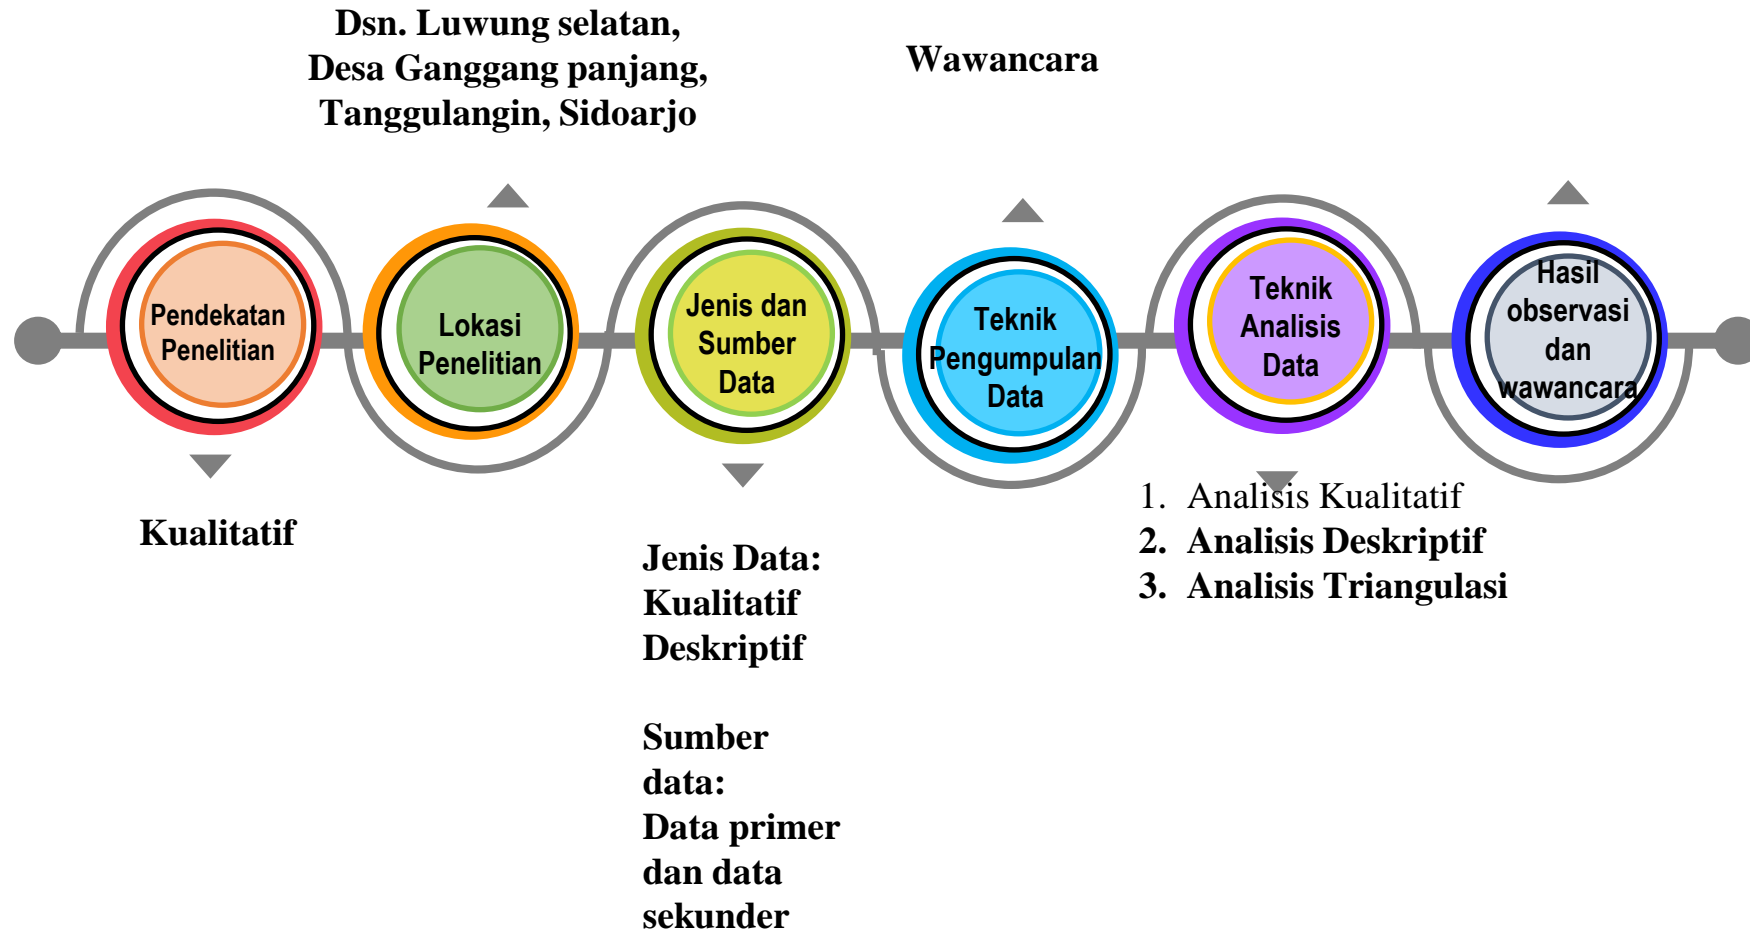 Dsn. Luwung selatan,
Desa Ganggang panjang,
Tanggulangin, Sidoarjo
Wawancara
Pendekatan
Penelitian
Lokasi
Penelitian
Jenis dan
Sumber
Data
Teknik
Pengumpulan
Data
Teknik
Analisis
Data
Hasil
observasi
dan
wawancara
Kualitatif
Jenis Data:
Kualitatif
Deskriptif
Sumber
data:
Data primer
dan data
sekunder
1. Analisis Kualitatif
2. Analisis Deskriptif
3. Analisis Triangulasi